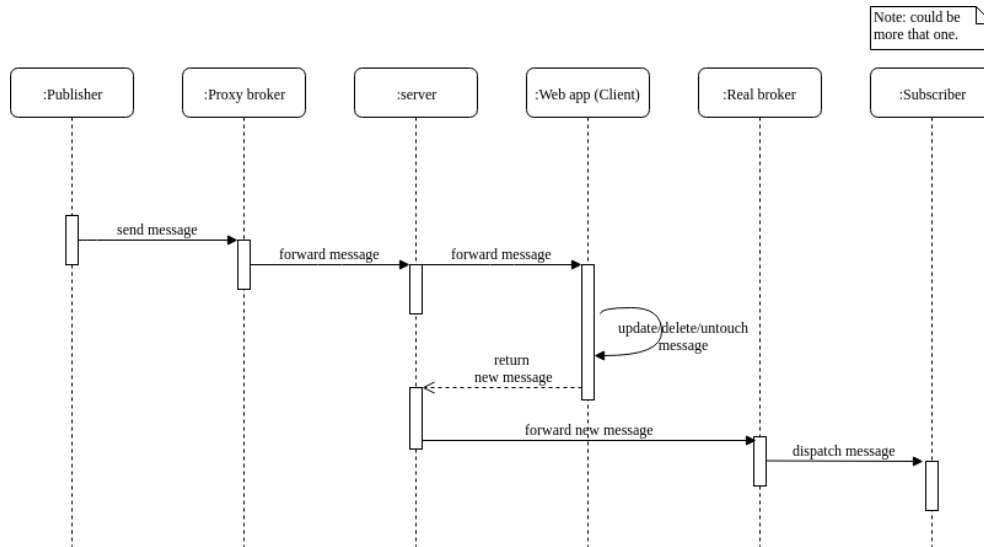 Note: could be
more that one.
:Publisher
:Proxy broker
:server
:Web app (Client)
:Real broker
:Subscriber
send message
forward message
forward message
update/delete/untouch
message
return
new message
forward new message
dispatch message